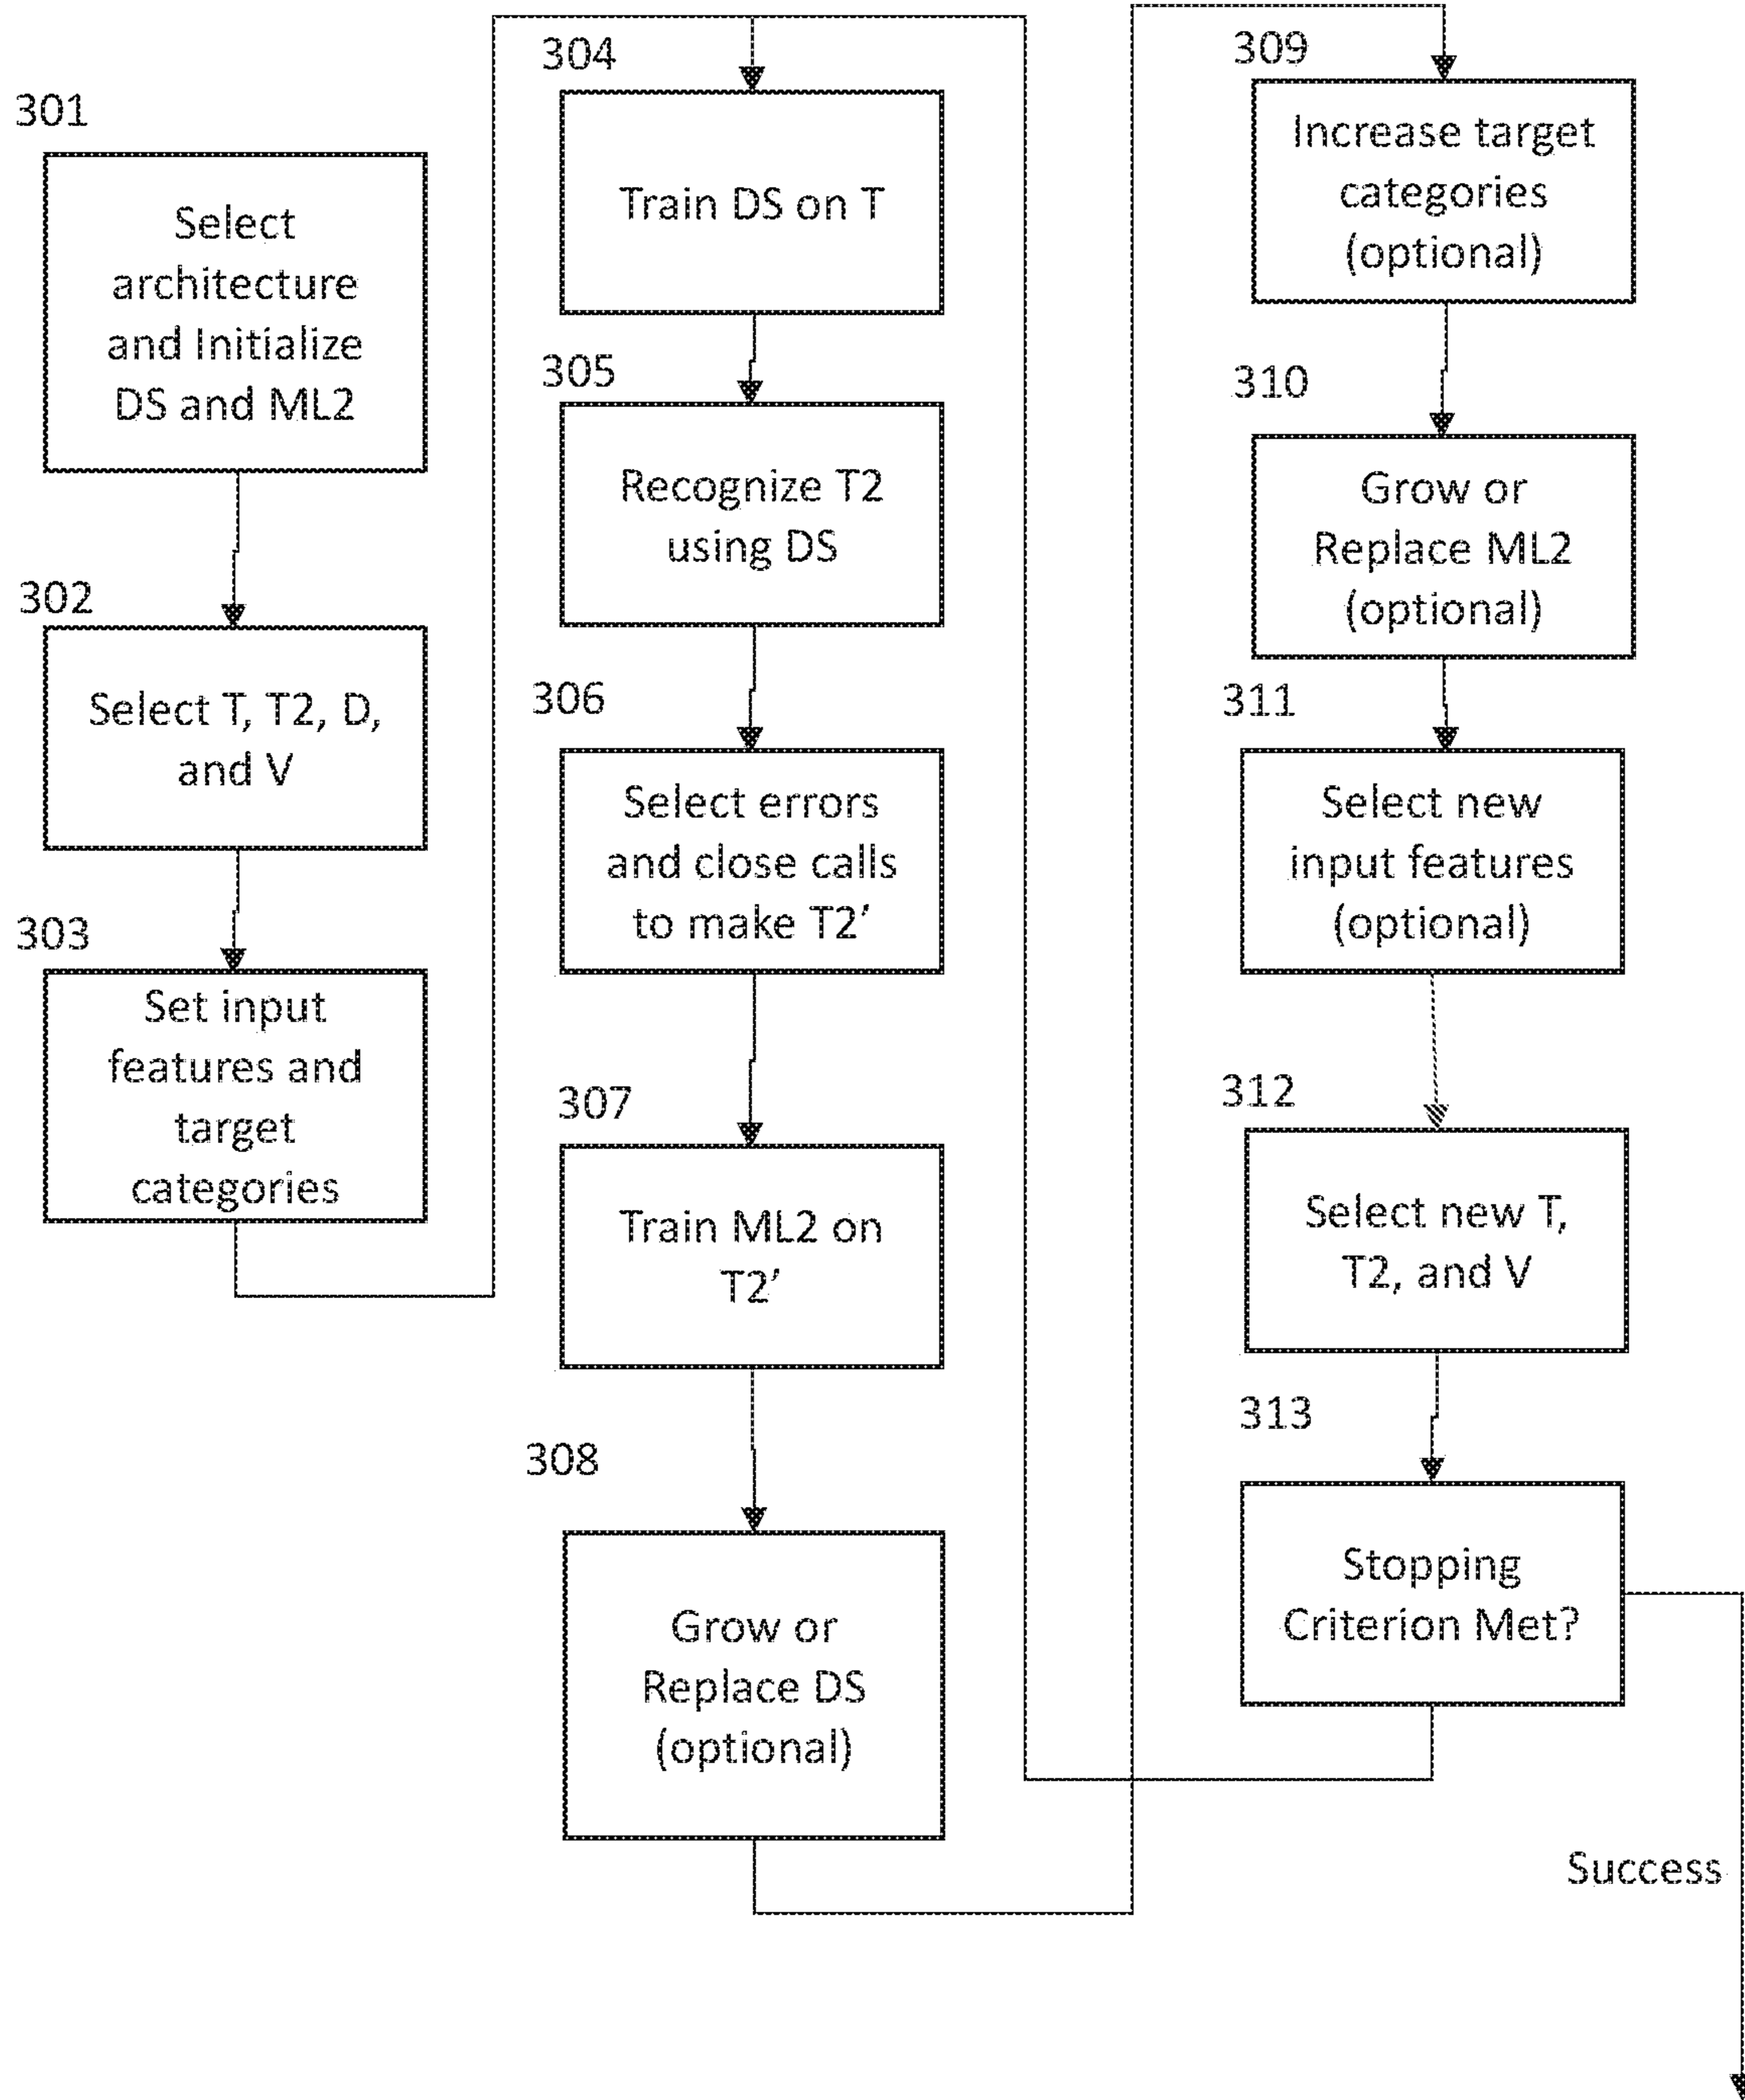 301
Select
architecture
and Initialize
DS and ML2
302
Select T, T2, D,
and V
303
Set input
features and
target
categories
304
Train DS on T
305
Recognize T2
using DS
306
Select errors
and close calls
to make T2’
307
Train ML2 on
T2’
308
Grow or
Replace DS
(optional)
309
Increase target
categories
(optional)
310
Grow or
Replace ML2
(optional)
311
Select new
input features
(optional)
312
Select new T,
T2, and V
313
Stopping
Criterion Met?
Success